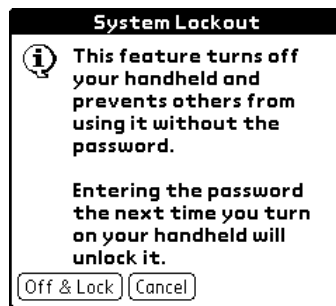 System Lockout
This feature turns off
your handheld and
prevents others from
using it without the
password.
Entering the password
the next time you turn
on your handheld will
unlock it.
Off & Lock Cancel